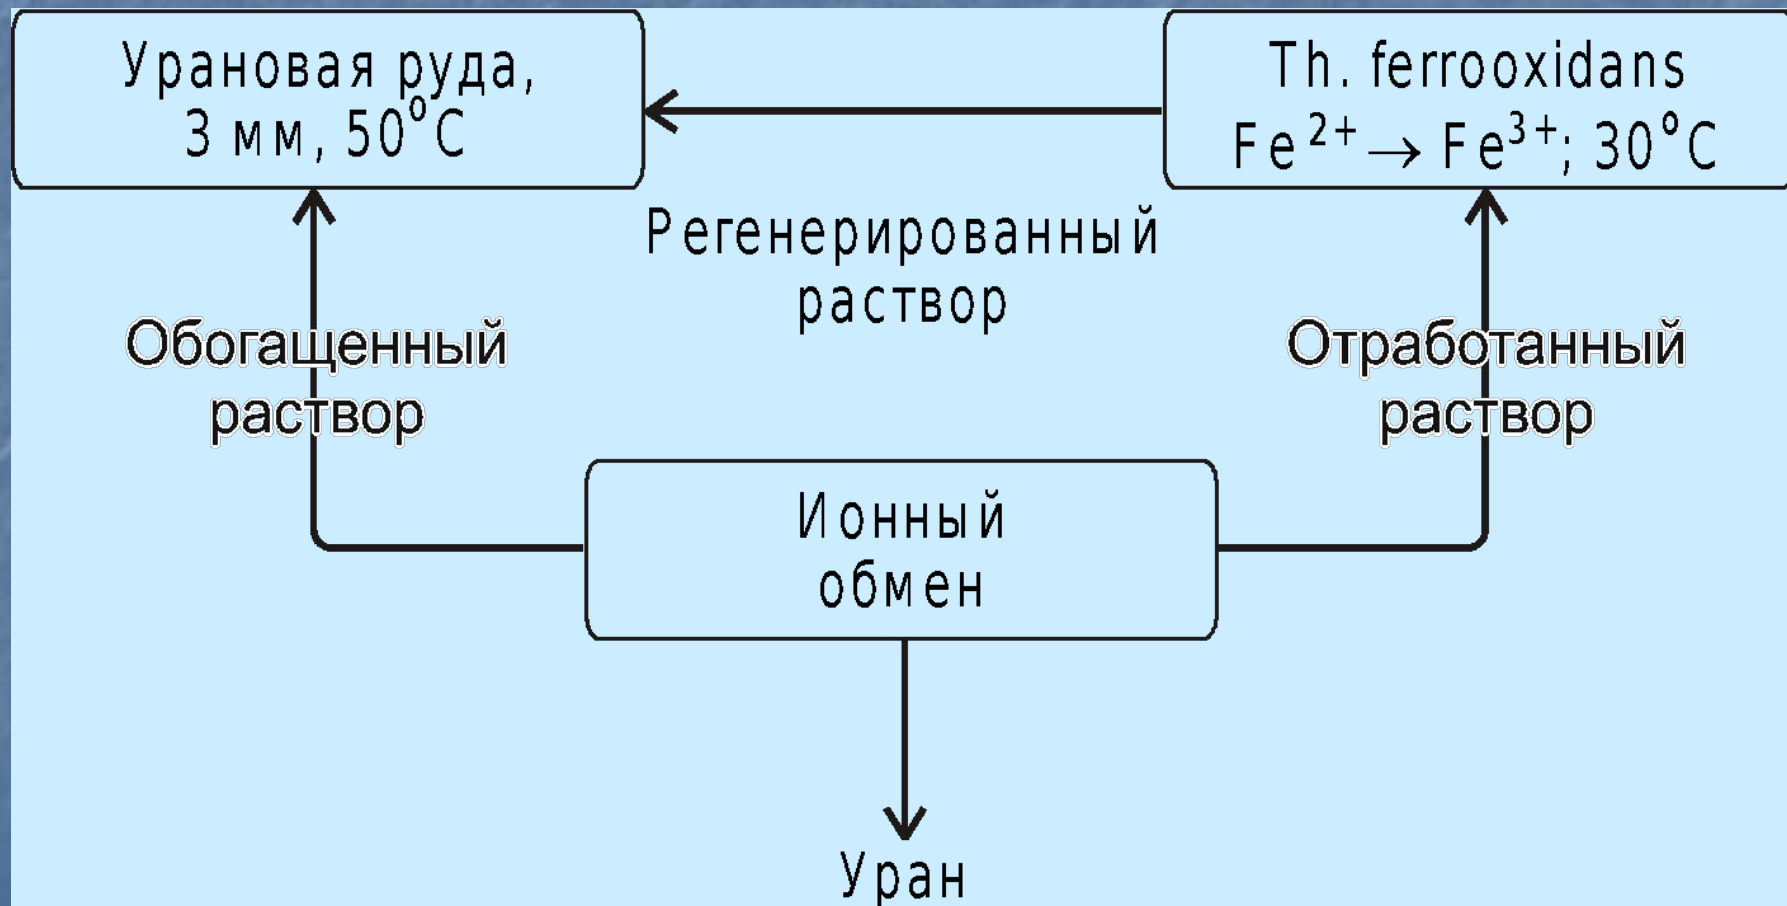 Урановая руда,
3 мм, 50°C
Th. ferrooxidans
Fe²⁺ → Fe³⁺; 30°C
Регенерированный
раствор
Обогащенный
раствор
Отработанный
раствор
Ионный
обмен
Уран